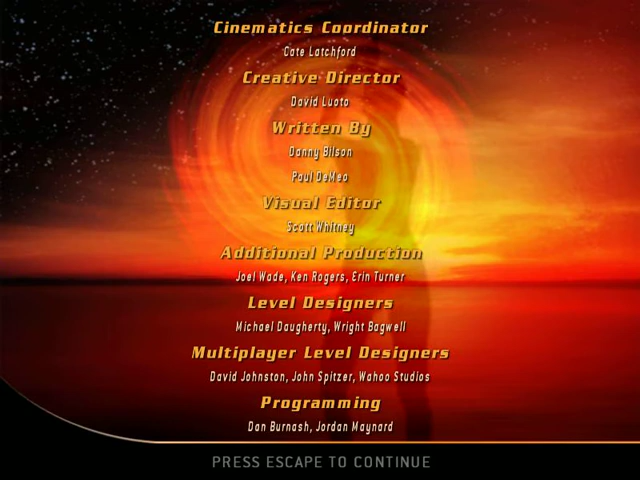 Cinematics Coordinator
Cate Latchford
Creative Director
David Luoto
Written By
Danny Bilson
Paul DeMeo
Visual Editor
Scott Whitney
Additional Production
Joel Wade, Ken Rogers, Erin Turner
Level Designers
Michael Daugherty, Wright Bagwell
Multiplayer Level Designers
David Johnston, John Spitzer, Wahoo Studios
Programming
Dan Burnash, Jordan Maynard
PRESS ESCAPE TO CONTINUE